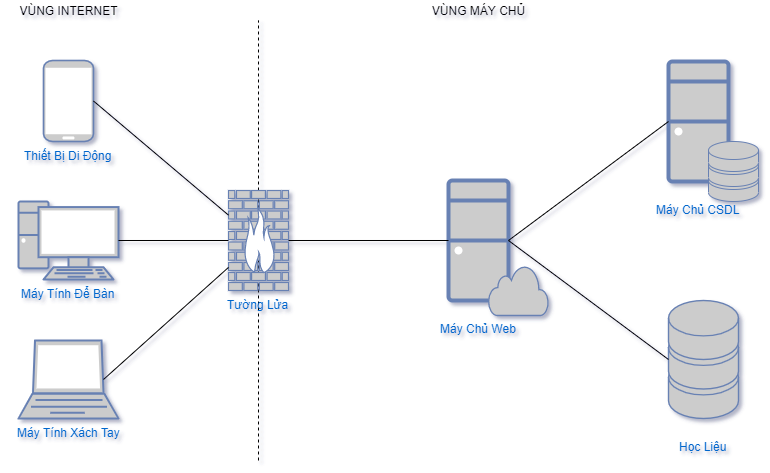 VÙNG INTERNET
VÙNG MÁY CHỦ
Thiết Bị Di Động
Máy Chủ CSDL
Máy Tính Để Bàn
Tường Lửa
Máy Chủ Web
Máy Tính Xách Tay
Học Liệu